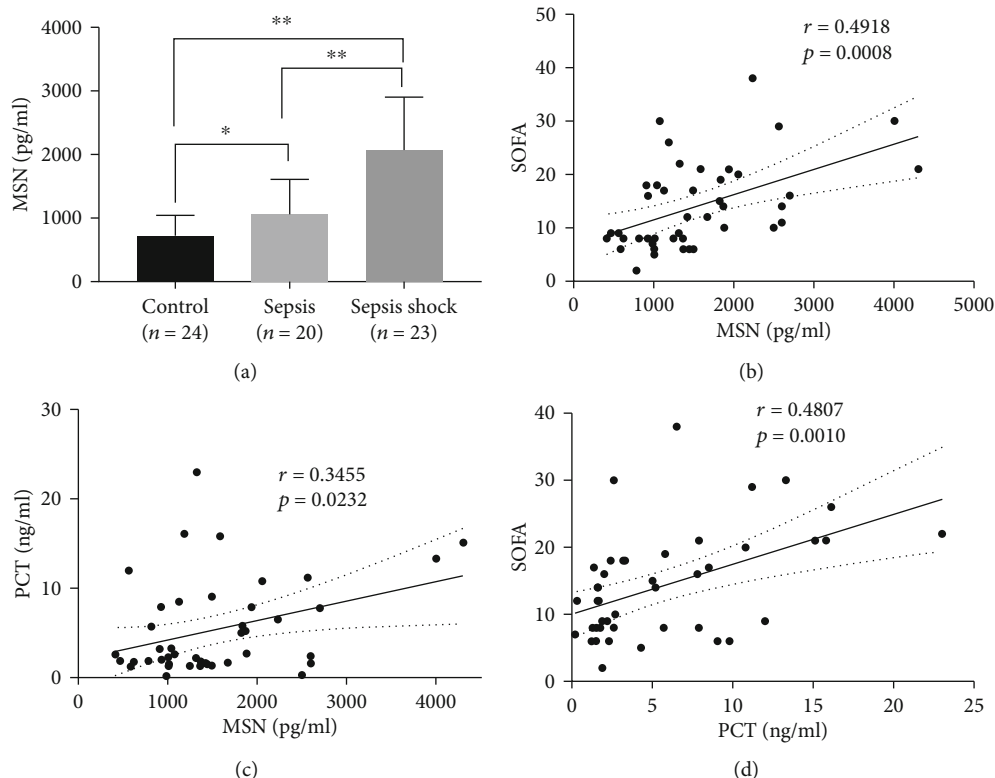 4000
3000
2000
1000
0
MSN (pg/ml)
**
**
*
Control
(n = 24)
Sepsis
(n = 20)
Sepsis shock
(n = 23)
(a)
50
40
30
20
10
0
SOFA
r = 0.4918
p = 0.0008
0 1000 2000 3000 4000 5000
MSN (pg/ml)
(b)
30
20
10
0
PCT (ng/ml)
r = 0.3455
p = 0.0232
0 1000 2000 3000 4000
MSN (pg/ml)
(c)
40
30
20
10
0
SOFA
r = 0.4807
p = 0.0010
0 5 10 15 20 25
PCT (ng/ml)
(d)